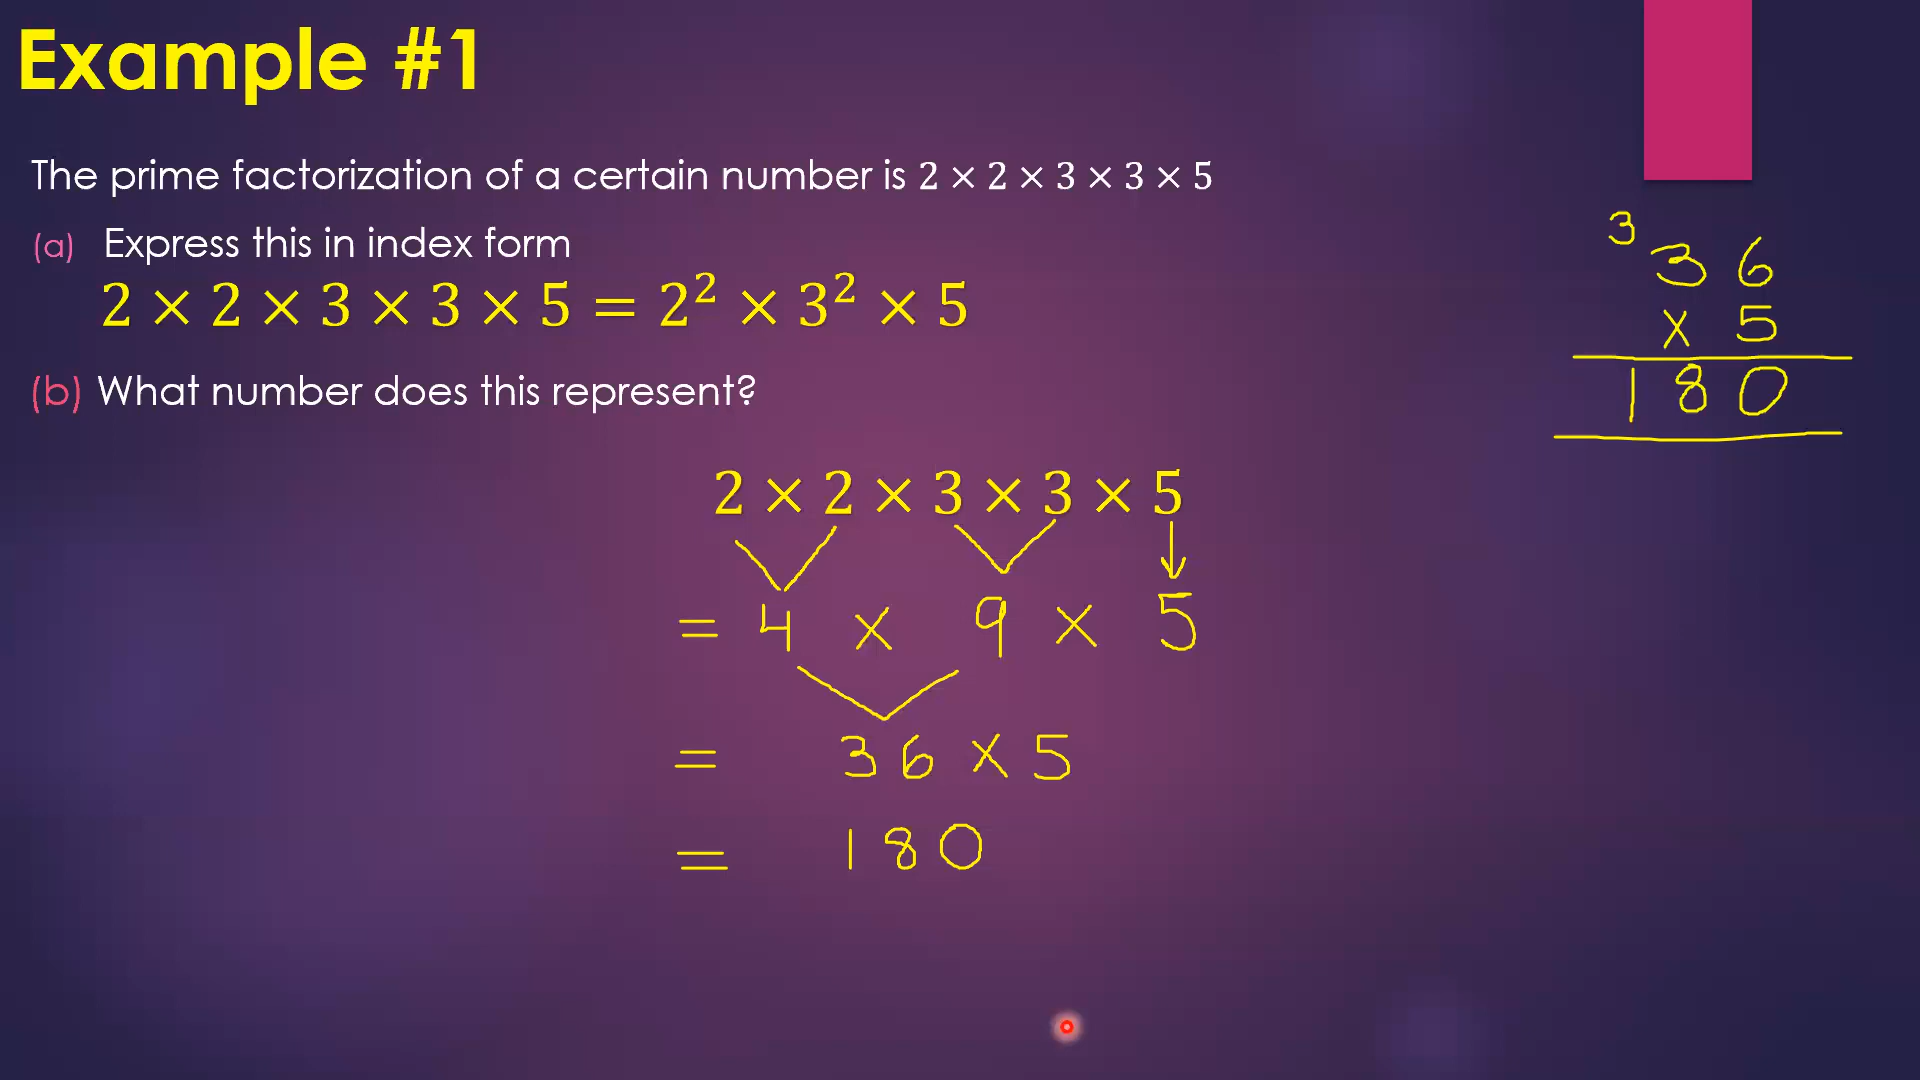 Example #1
The prime factorization of a certain number is 2 × 2 × 3 × 3 × 5
(a) Express this in index form
2 × 2 × 3 × 3 × 5 = 2² × 3² × 5
(b) What number does this represent?
2 × 2 × 3 × 3 × 5
= 4 × 9 × 5
= 36 × 5
= 180
3
36
× 5
180